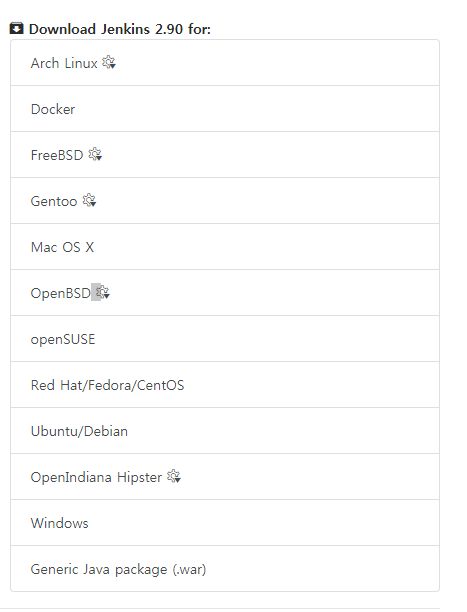 Download Jenkins 2.90 for:
Arch Linux
Docker
FreeBSD
Gentoo
Mac OS X
OpenBSD
openSUSE
Red Hat/Fedora/CentOS
Ubuntu/Debian
OpenIndiana Hipster
Windows
Generic Java package (.war)